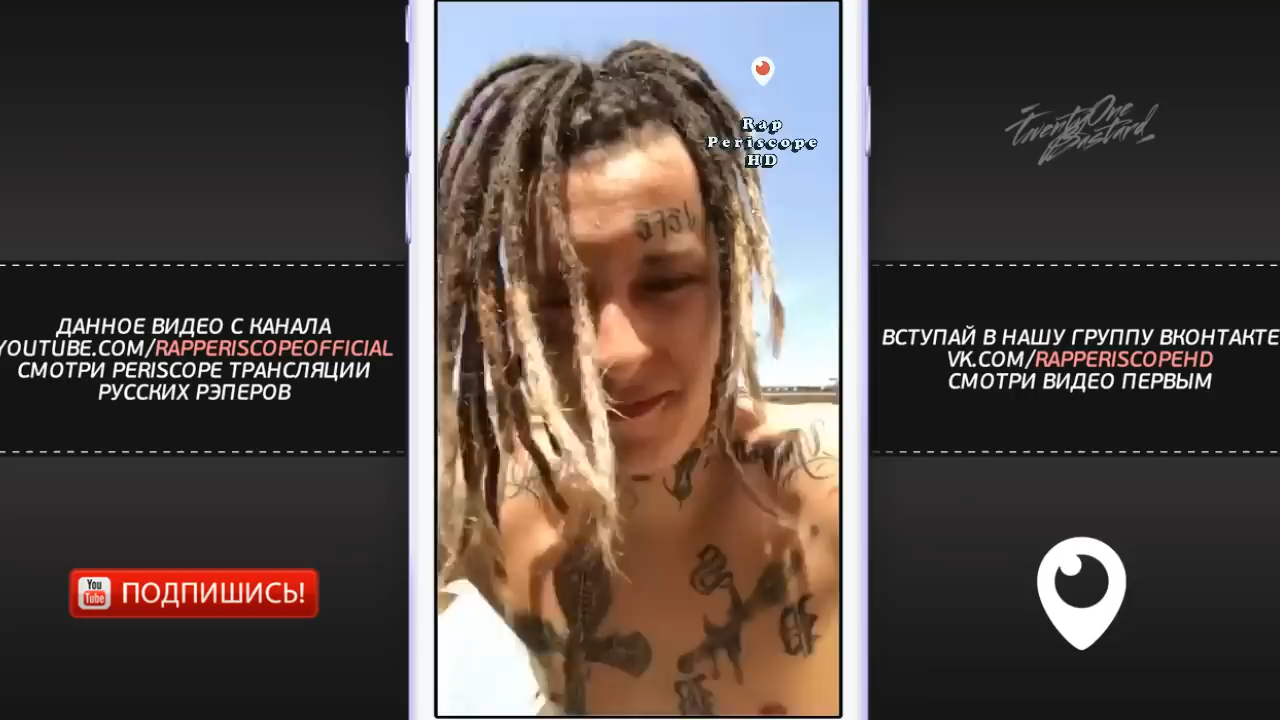 Rap
Periscope
HD
TwentyOne
Bastard
ДАННОЕ ВИДЕО С КАНАЛА
YOUTUBE.COM/RAPPERISCOPEOFFICIAL
СМОТРИ PERISCOPE ТРАНСЛЯЦИИ
РУССКИХ РЭПЕРОВ
ВСТУПАЙ В НАШУ ГРУППУ ВКОНТАКТЕ
VK.COM/RAPPERISCOPEHD
СМОТРИ ВИДЕО ПЕРВЫМ
You
Tube
ПОДПИШИСЬ!